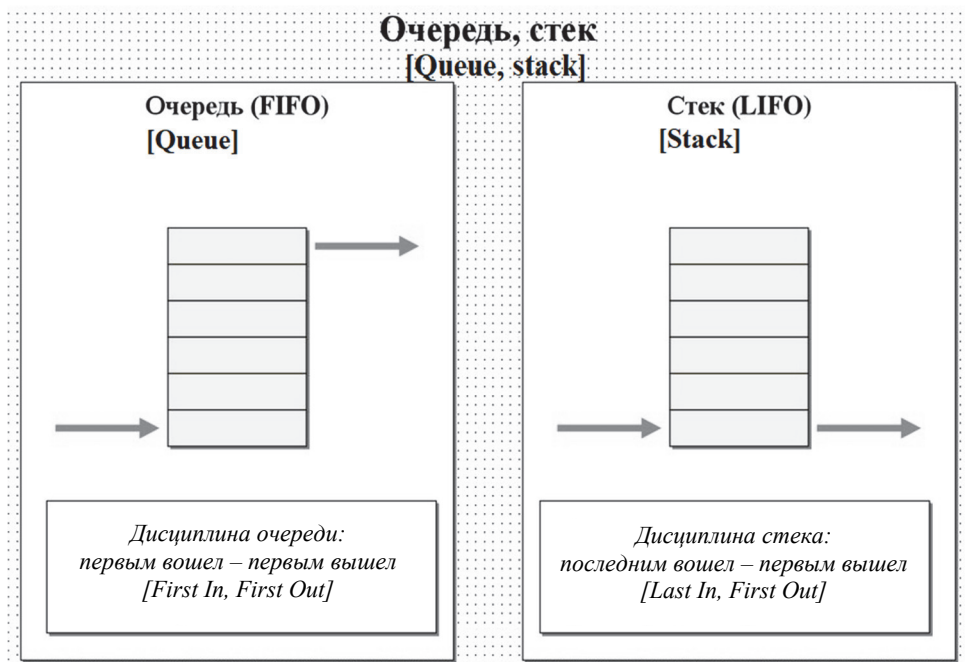 Очередь, стек
[Queue, stack]
Очередь (FIFO)
[Queue]
Дисциплина очереди:
первым вошел – первым вышел
[First In, First Out]
Стек (LIFO)
[Stack]
Дисциплина стека:
последним вошел – первым вышел
[Last In, First Out]